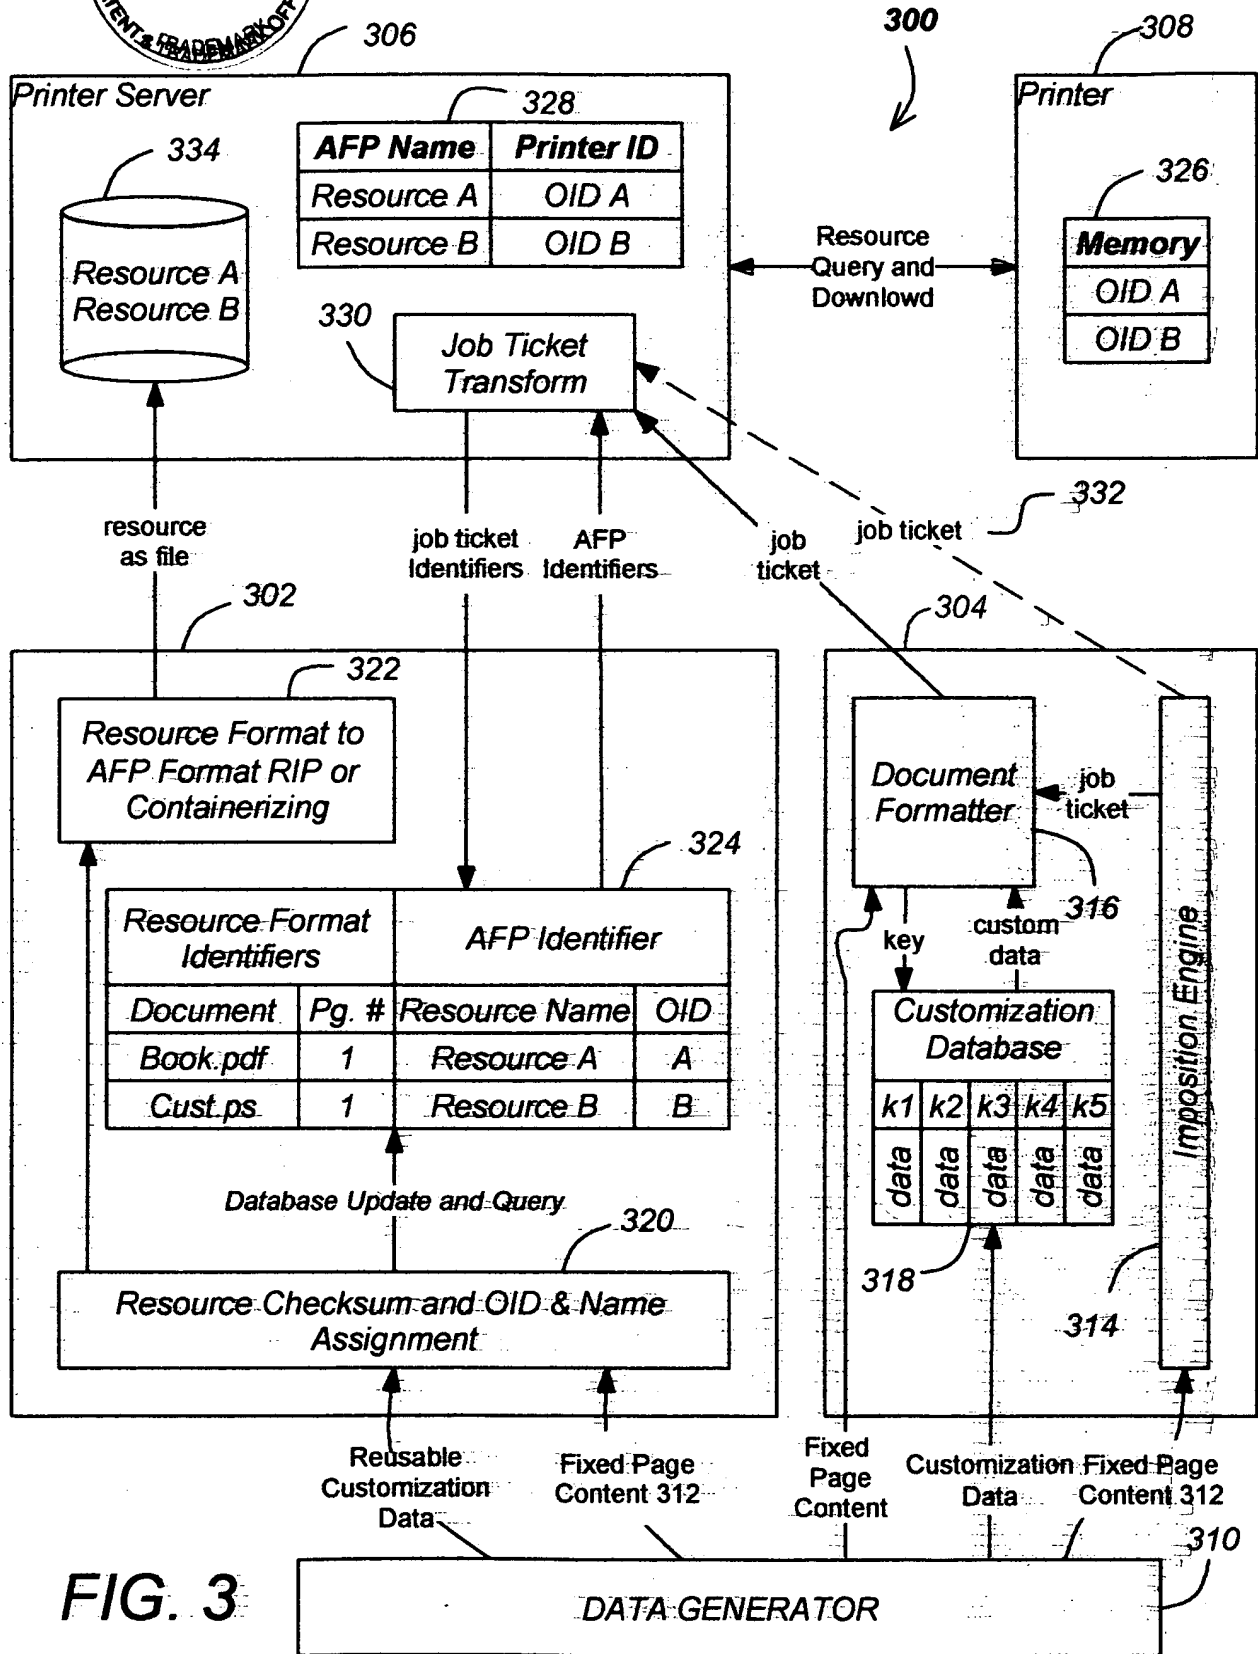 ENT & TRADEMARK OFF
306
300
308
Printer Server
Printer
328
334
AFP Name Printer ID
Resource A OID A
Resource B OID B
326
Memory
OID A
OID B
Resource A
Resource B
Resource
Query and
Downlowd
330
Job Ticket
Transform
332
resource
as file
job ticket
Identifiers
AFP
Identifiers
job
ticket
job ticket
302
304
322
Resource Format to
AFP Format RIP or
Containerizing
Document
Formatter
job
ticket
324
316
Resource Format
Identifiers
AFP Identifier
Document Pg. # Resource Name OID
Book.pdf 1 Resource A A
Cust.ps 1 Resource B B
key
custom
data
Customization
Database
k1 k2 k3 k4 k5
data data data data data
Imposition Engine
Database Update and Query
320
318
314
Resource Checksum and OID & Name
Assignment
Reusable
Customization
Data
Fixed Page
Content 312
Fixed
Page
Content
Customization
Data
Fixed Page
Content 312
310
FIG. 3
DATA GENERATOR